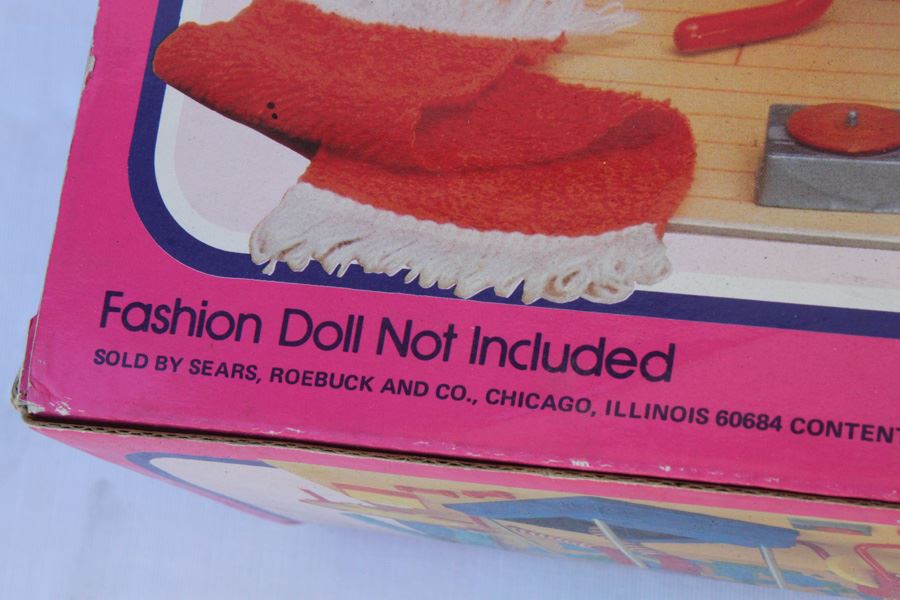 Fashion Doll Not Included
SOLD BY SEARS, ROEBUCK AND CO., CHICAGO, ILLINOIS 60684 CONTENT